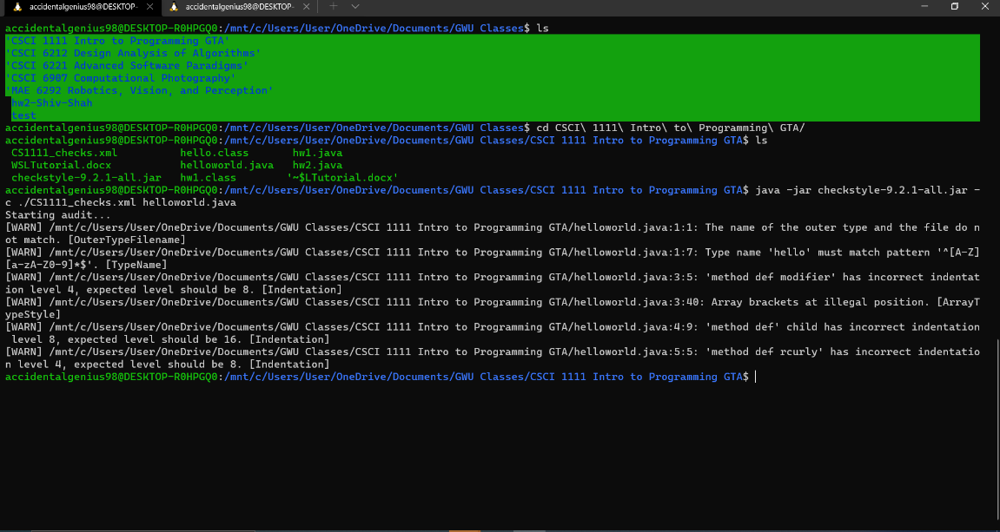 accidentalgenius98@DESKTOP- accidentalgenius98@DESKTOP-
accidentalgenius98@DESKTOP-R0HPGQ0:/mnt/c/Users/User/OneDrive/Documents/GWU Classes$ ls
'CSCI 1111 Intro to Programming GTA'
'CSCI 6212 Design Analysis of Algorithms'
'CSCI 6221 Advanced Software Paradigms'
'CSCI 6907 Computational Photography'
'MAE 6292 Robotics, Vision, and Perception'
hw2-Shiv-Shah
test
accidentalgenius98@DESKTOP-R0HPGQ0:/mnt/c/Users/User/OneDrive/Documents/GWU Classes$ cd CSCI\ 1111\ Intro\ to\ Programming\ GTA/
accidentalgenius98@DESKTOP-R0HPGQ0:/mnt/c/Users/User/OneDrive/Documents/GWU Classes/CSCI 1111 Intro to Programming GTA$ ls
CS1111_checks.xml hello.class hw1.java
WSLTutorial.docx helloworld.java hw2.java
checkstyle-9.2.1-all.jar hw1.class '~$LTutorial.docx'
accidentalgenius98@DESKTOP-R0HPGQ0:/mnt/c/Users/User/OneDrive/Documents/GWU Classes/CSCI 1111 Intro to Programming GTA$ java -jar checkstyle-9.2.1-all.jar -
c ./CS1111_checks.xml helloworld.java
Starting audit...
[WARN] /mnt/c/Users/User/OneDrive/Documents/GWU Classes/CSCI 1111 Intro to Programming GTA/helloworld.java:1:1: The name of the outer type and the file do n
ot match. [OuterTypeFilename]
[WARN] /mnt/c/Users/User/OneDrive/Documents/GWU Classes/CSCI 1111 Intro to Programming GTA/helloworld.java:1:7: Type name 'hello' must match pattern '^[A-Z]
[a-zA-Z0-9]*$'. [TypeName]
[WARN] /mnt/c/Users/User/OneDrive/Documents/GWU Classes/CSCI 1111 Intro to Programming GTA/helloworld.java:3:5: 'method def modifier' has incorrect indentat
ion level 4, expected level should be 8. [Indentation]
[WARN] /mnt/c/Users/User/OneDrive/Documents/GWU Classes/CSCI 1111 Intro to Programming GTA/helloworld.java:3:40: Array brackets at illegal position. [ArrayT
ypeStyle]
[WARN] /mnt/c/Users/User/OneDrive/Documents/GWU Classes/CSCI 1111 Intro to Programming GTA/helloworld.java:4:9: 'method def' child has incorrect indentation
level 8, expected level should be 16. [Indentation]
[WARN] /mnt/c/Users/User/OneDrive/Documents/GWU Classes/CSCI 1111 Intro to Programming GTA/helloworld.java:5:5: 'method def rcurly' has incorrect indentatio
n level 4, expected level should be 8. [Indentation]
accidentalgenius98@DESKTOP-R0HPGQ0:/mnt/c/Users/User/OneDrive/Documents/GWU Classes/CSCI 1111 Intro to Programming GTA$